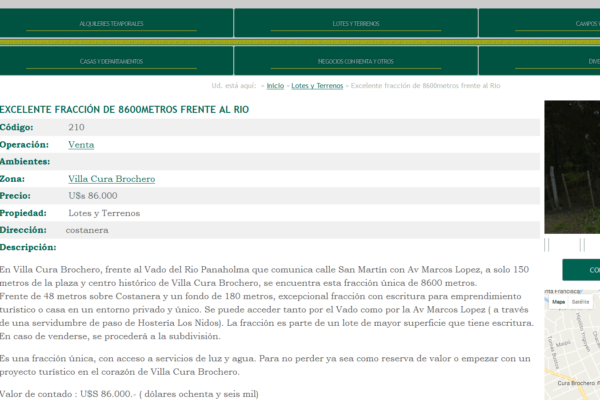 ALQUILERES TEMPORALES
LOTES Y TERRENOS
CAMPOS
CASAS Y DEPARTAMENTOS
NEGOCIOS CON RENTA Y OTROS
DIVE
Ud. está aquí: – Inicio - Lotes y Terrenos – Excelente fracción de 8600metros frente al Rio
EXCELENTE FRACCIÓN DE 8600METROS FRENTE AL RIO
Código: 210
Operación: Venta
Ambientes:
Zona: Villa Cura Brochero
Precio: U$s 86.000
Propiedad: Lotes y Terrenos
Dirección: costanera
Descripción:
En Villa Cura Brochero, frente al Vado del Rio Panaholma que comunica calle San Martín con Av Marcos Lopez, a solo 150
metros de la plaza y centro histórico de Villa Cura Brochero, se encuentra esta fracción única de 8600 metros.
Frente de 48 metros sobre Costanera y un fondo de 180 metros, excepcional fracción con escritura para emprendimiento
turístico o casa en un entorno privado y único. Se puede acceder tanto por el Vado como por la Av Marcos Lopez ( a través
de una servidumbre de paso de Hostería Los Nidos). La fracción es parte de un lote de mayor superficie que tiene escritura.
En caso de venderse, se procederá a la subdivisión.
Es una fracción única, con acceso a servicios de luz y agua. Para no perder ya sea como reserva de valor o empezar con un
proyecto turístico en el corazón de Villa Cura Brochero.
Valor de contado : U$S 86.000.- ( dólares ochenta y seis mil)
CO
Mapa Satélite
Cura Brochero